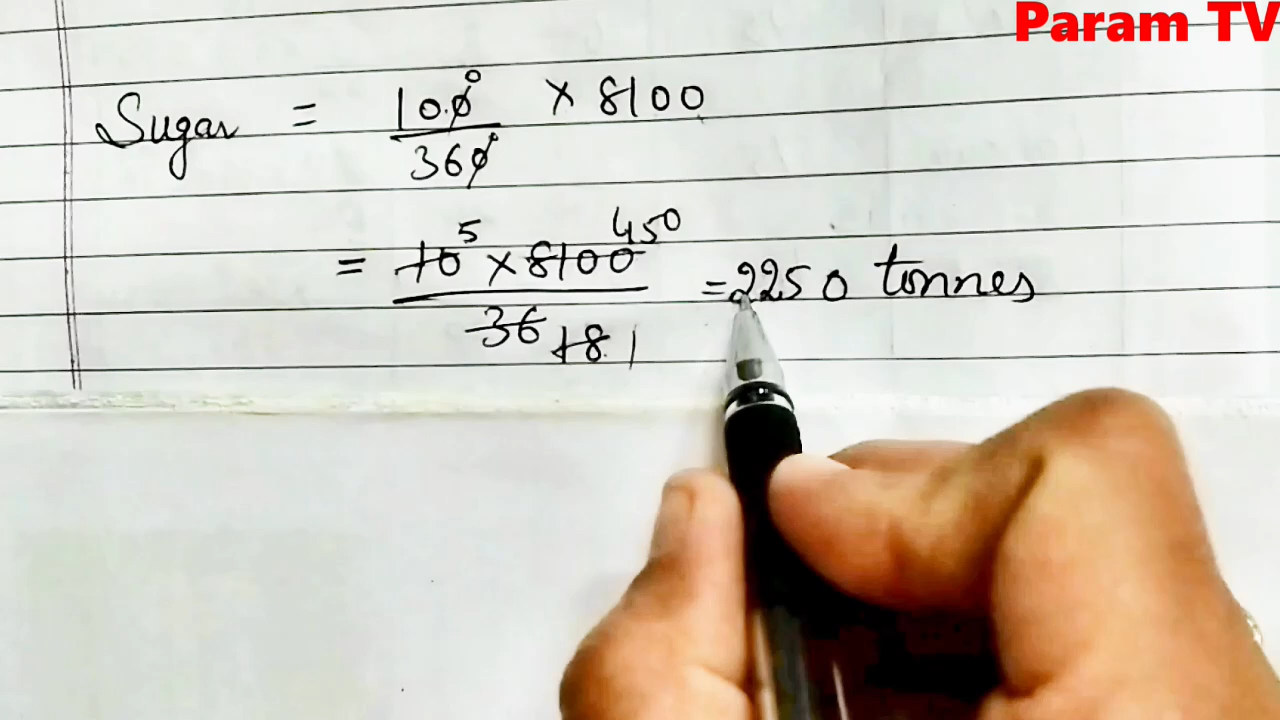 Param TV
Sugar = 100° / 360° × 8100
= 10 5 × 8100 450 / 36 18 1 = 2250 tonnes